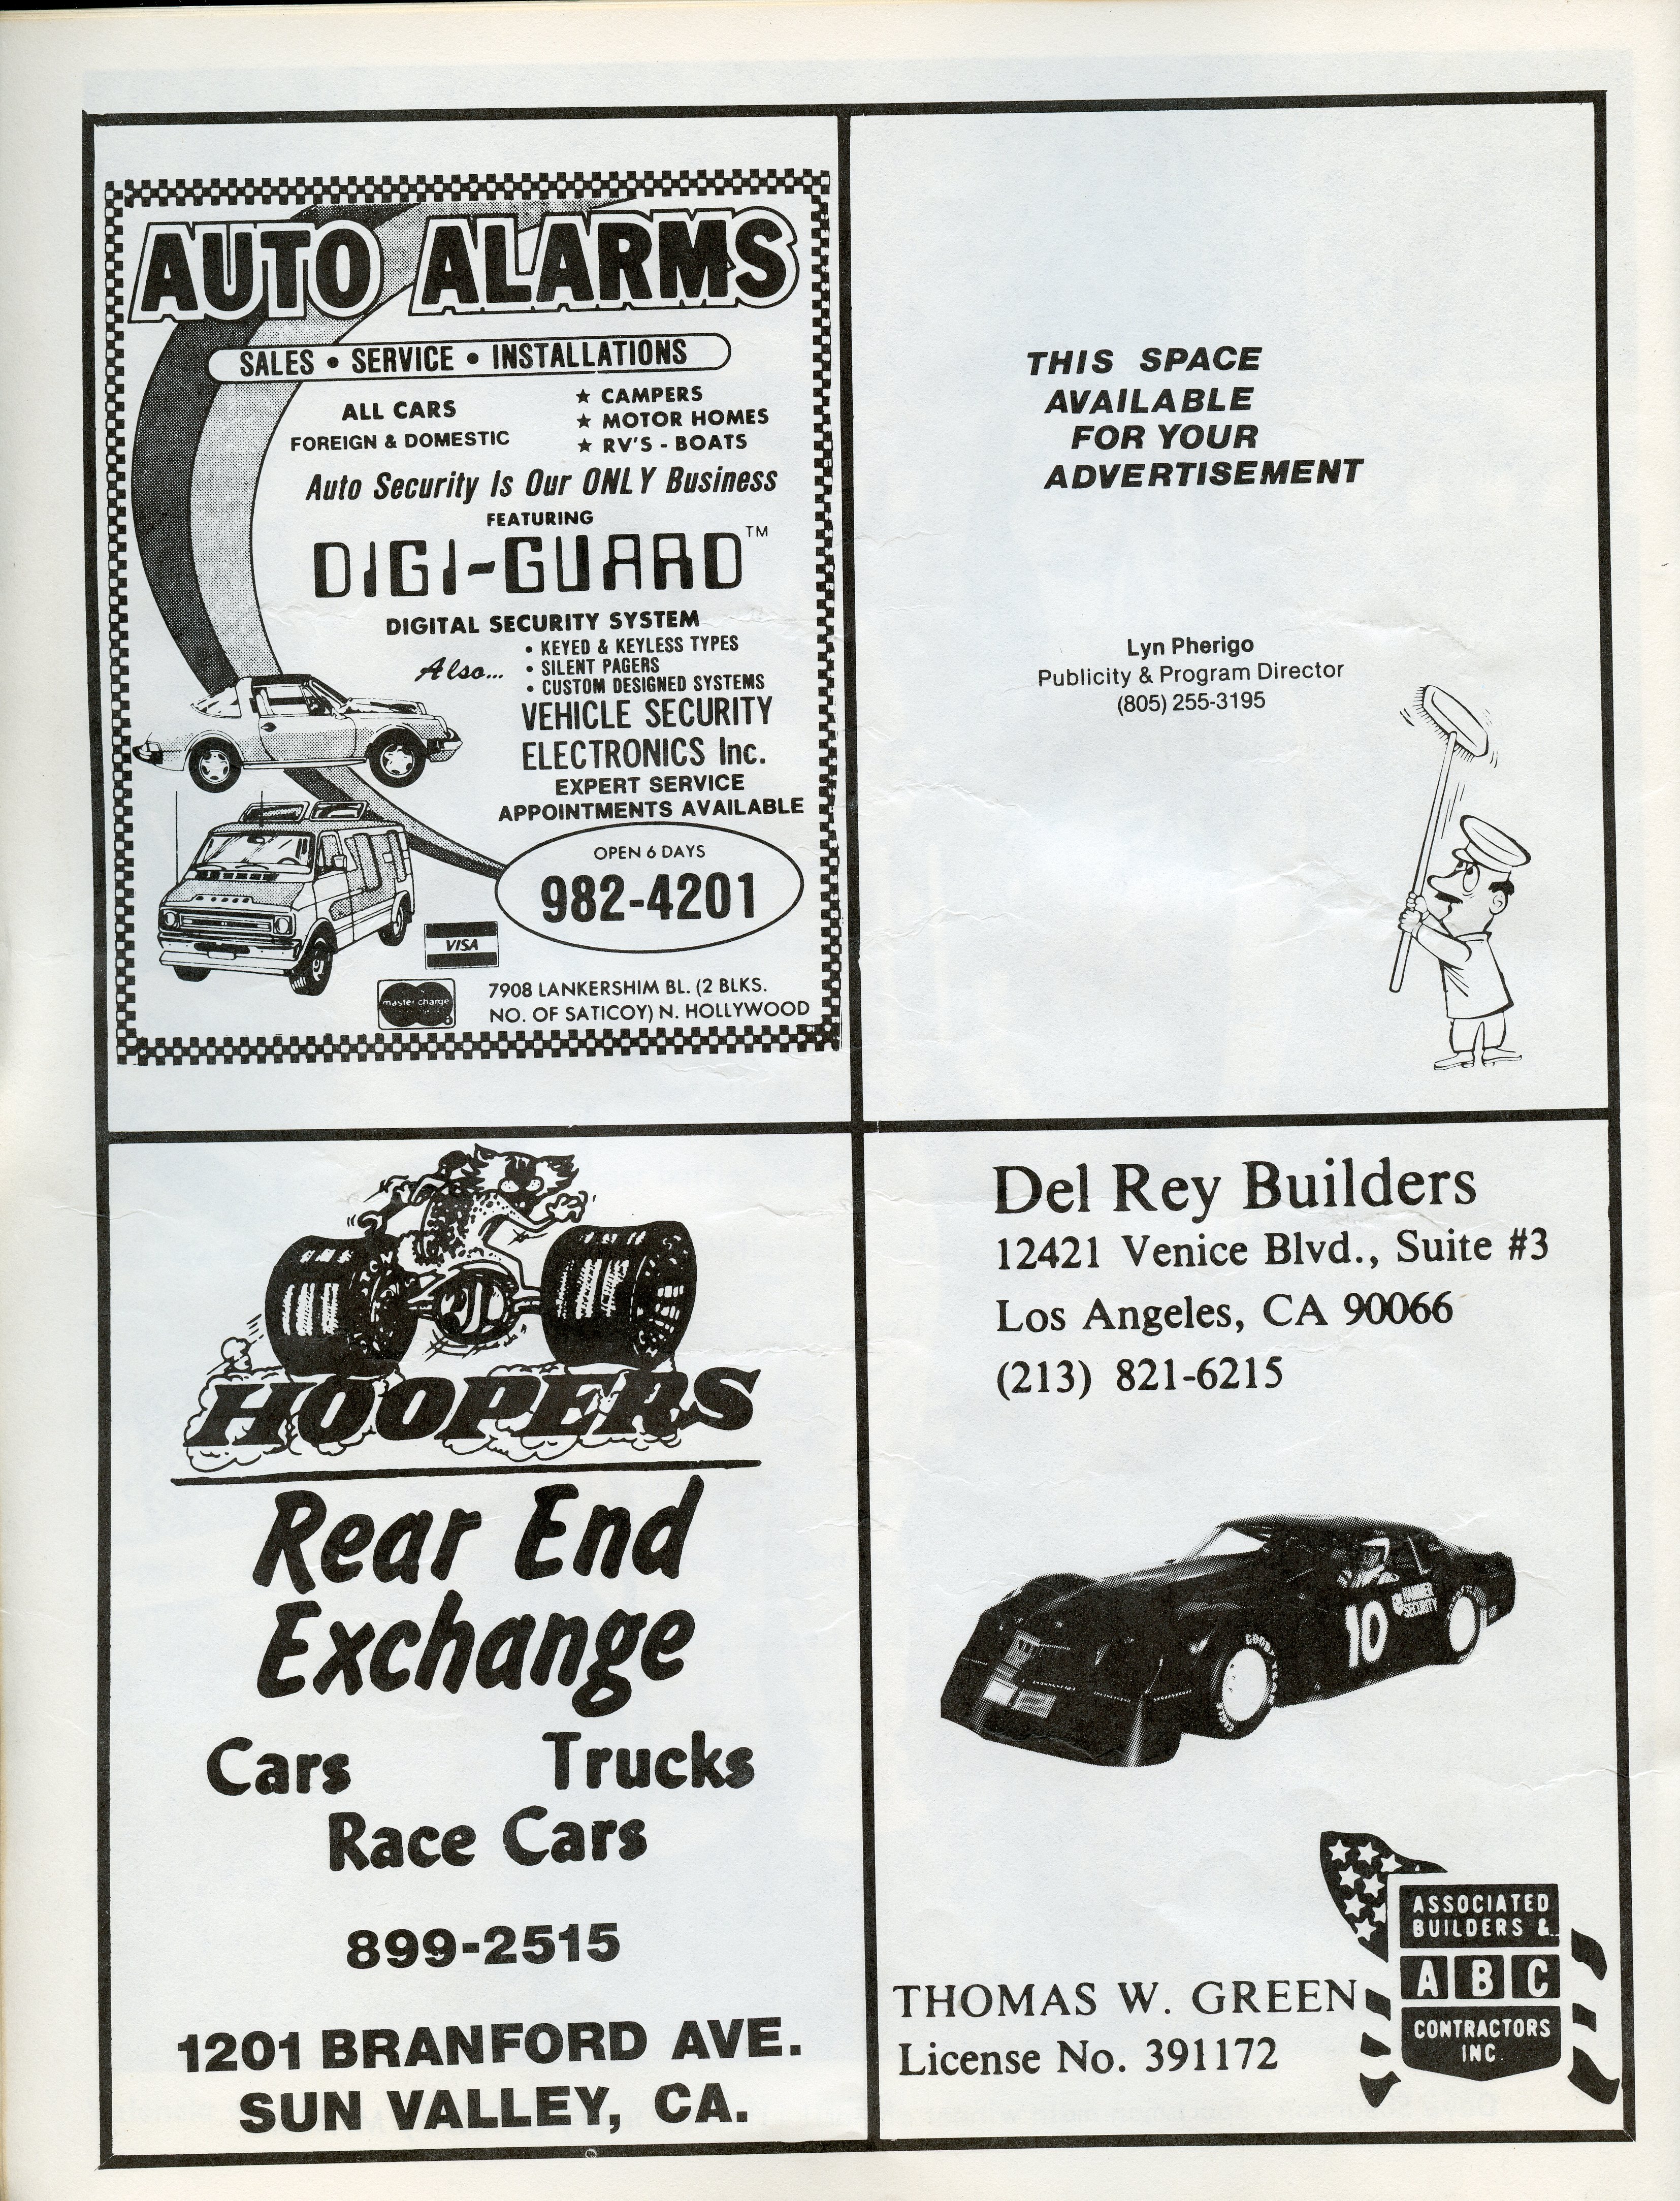 AUTO ALARMS
SALES • SERVICE • INSTALLATIONS
ALL CARS
FOREIGN & DOMESTIC
★ CAMPERS
★ MOTOR HOMES
★ RV'S - BOATS
Auto Security Is Our ONLY Business
FEATURING
DIGI-GUARD™
DIGITAL SECURITY SYSTEM
Also...
• KEYED & KEYLESS TYPES
• SILENT PAGERS
• CUSTOM DESIGNED SYSTEMS
VEHICLE SECURITY
ELECTRONICS Inc.
EXPERT SERVICE
APPOINTMENTS AVAILABLE
OPEN 6 DAYS
982-4201
DODGE
VISA
master charge
7908 LANKERSHIM BL. (2 BLKS.
NO. OF SATICOY) N. HOLLYWOOD
THIS SPACE
AVAILABLE
FOR YOUR
ADVERTISEMENT
Lyn Pherigo
Publicity & Program Director
(805) 255-3195
HOOPERS
Rear End
Exchange
Cars Trucks
Race Cars
899-2515
1201 BRANFORD AVE.
SUN VALLEY, CA.
Del Rey Builders
12421 Venice Blvd., Suite #3
Los Angeles, CA 90066
(213) 821-6215
HAMMER
SECURITY
10
THOMAS W. GREEN
License No. 391172
ASSOCIATED
BUILDERS &
ABC
CONTRACTORS
INC.